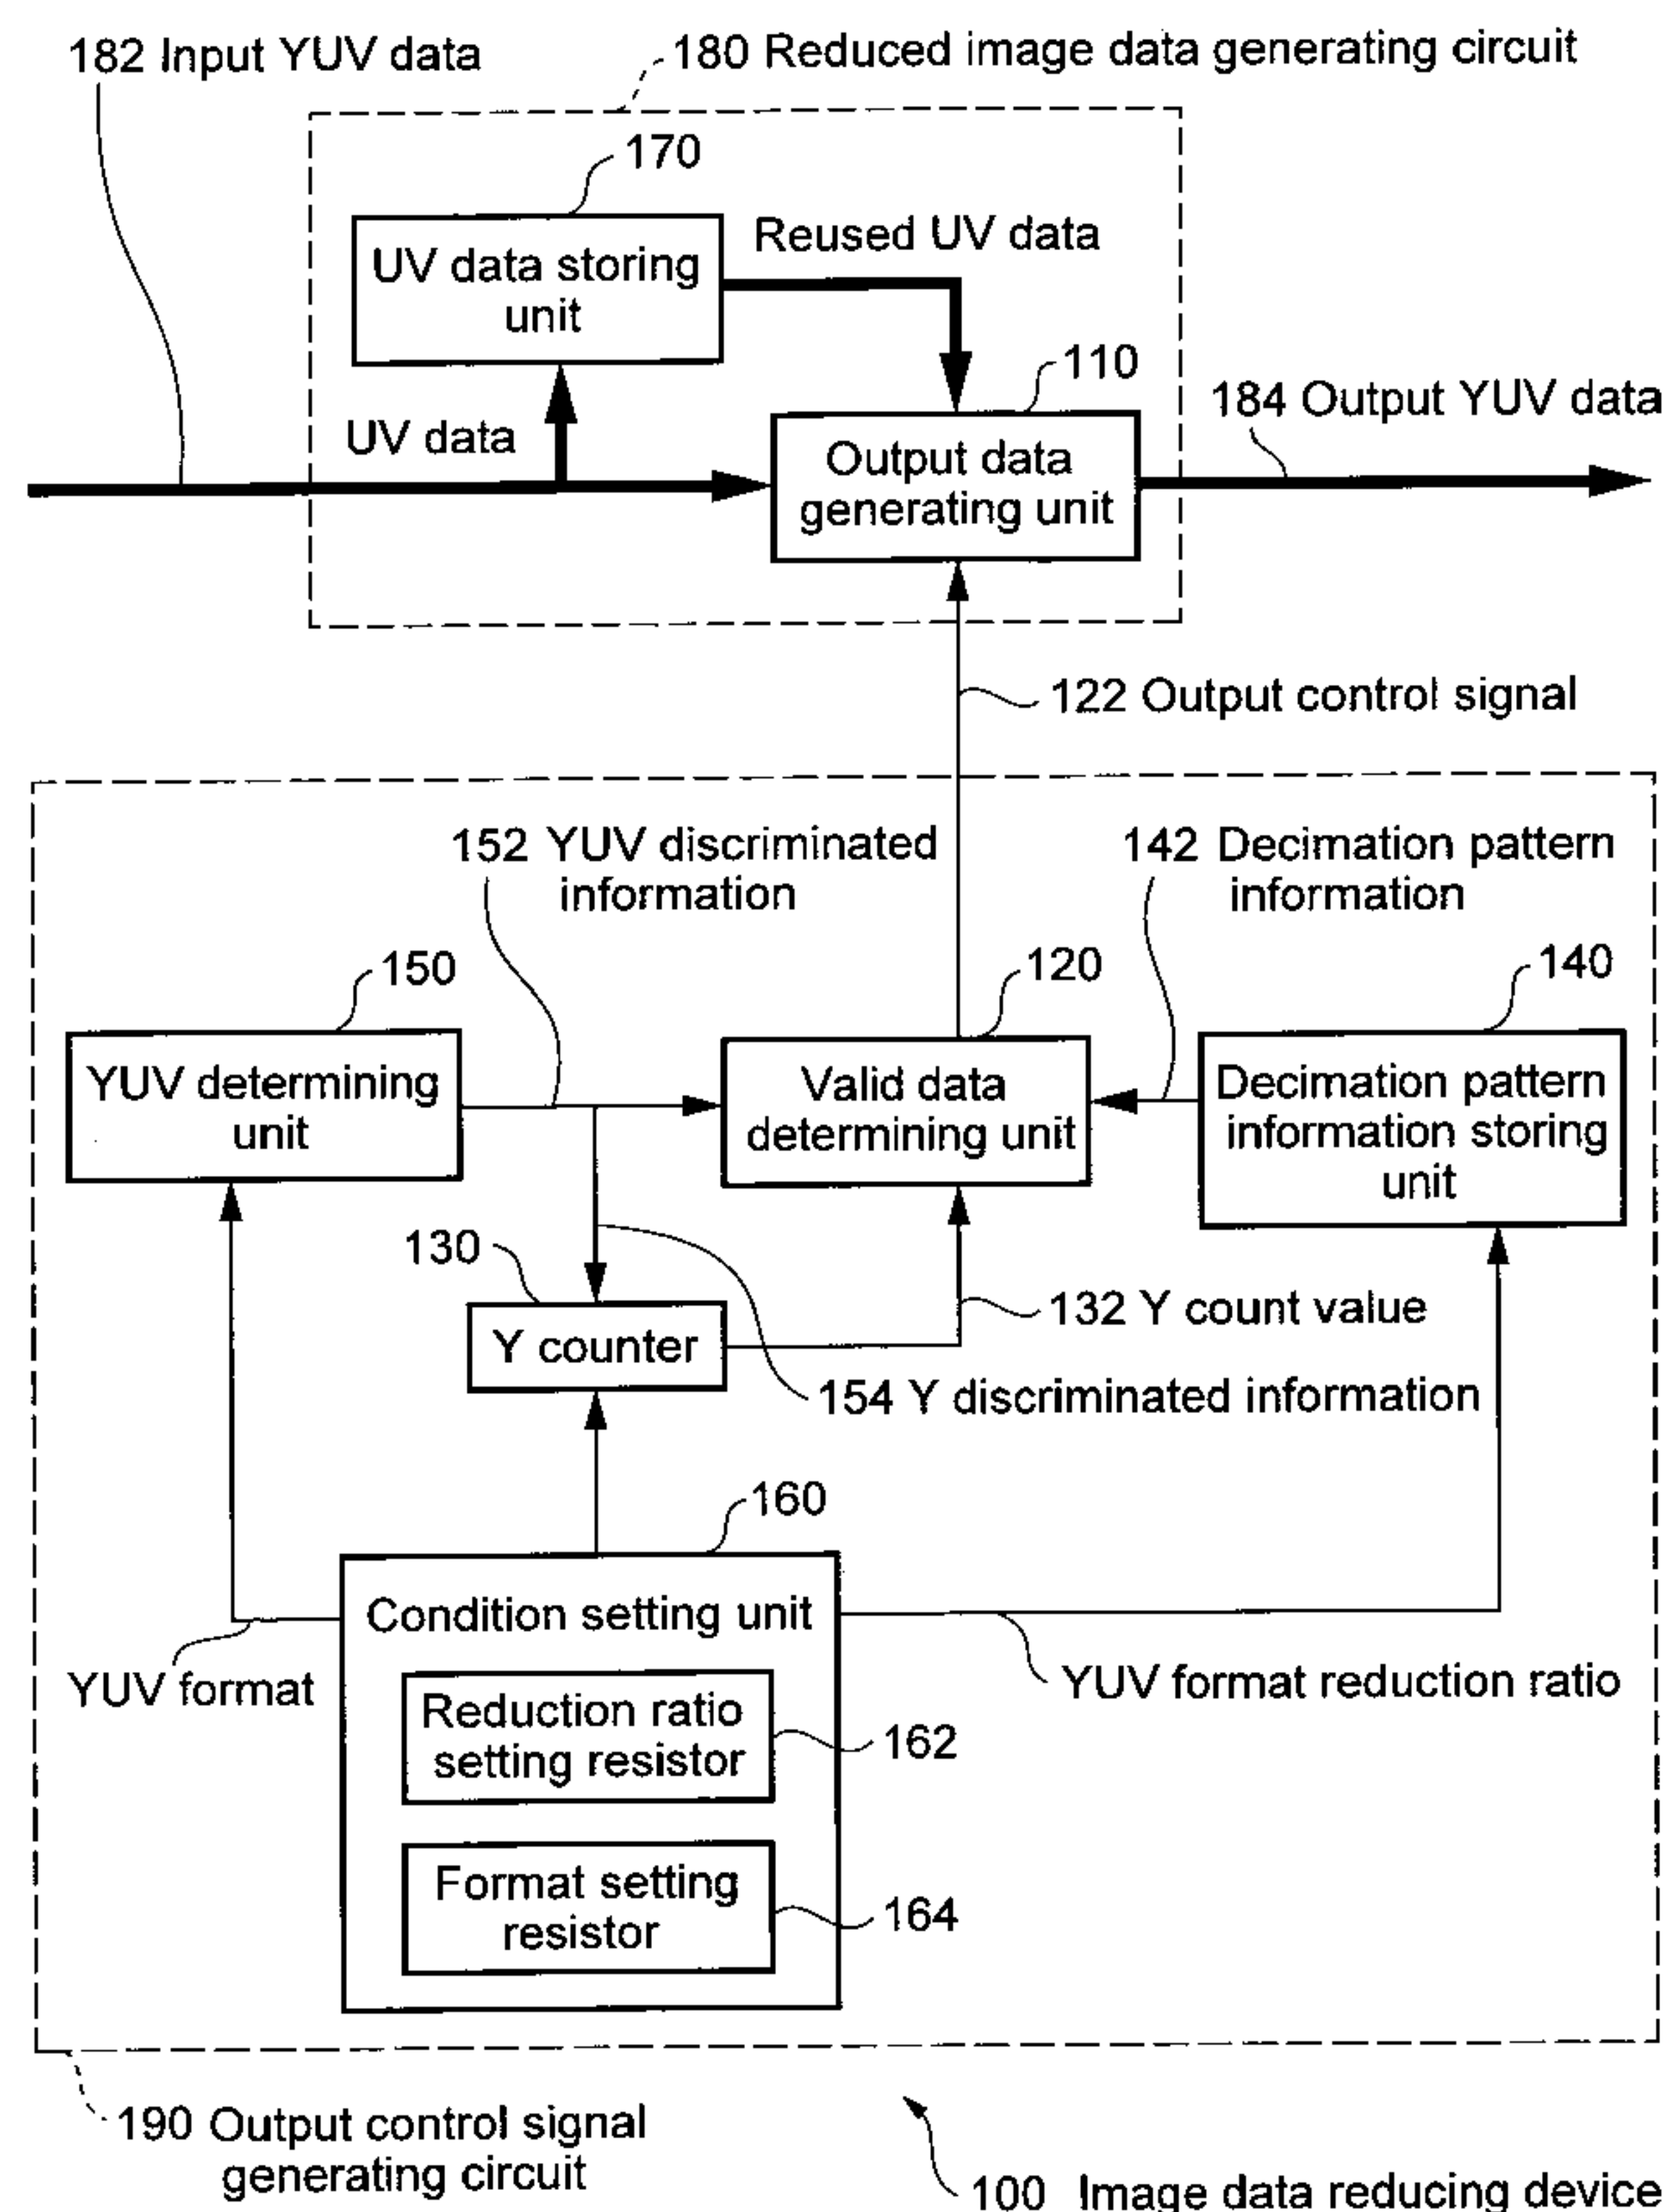 182 Input YUV data
180 Reduced image data generating circuit
170
UV data storing
unit
Reused UV data
110
184 Output YUV data
UV data
Output data
generating unit
122 Output control signal
152 YUV discriminated
information
142 Decimation pattern
information
150
120
140
YUV determining
unit
Valid data
determining unit
Decimation pattern
information storing
unit
130
Y counter
132 Y count value
154 Y discriminated information
160
Condition setting unit
YUV format
YUV format reduction ratio
Reduction ratio
setting resistor
162
Format setting
resistor
164
190 Output control signal
generating circuit
100 Image data reducing device